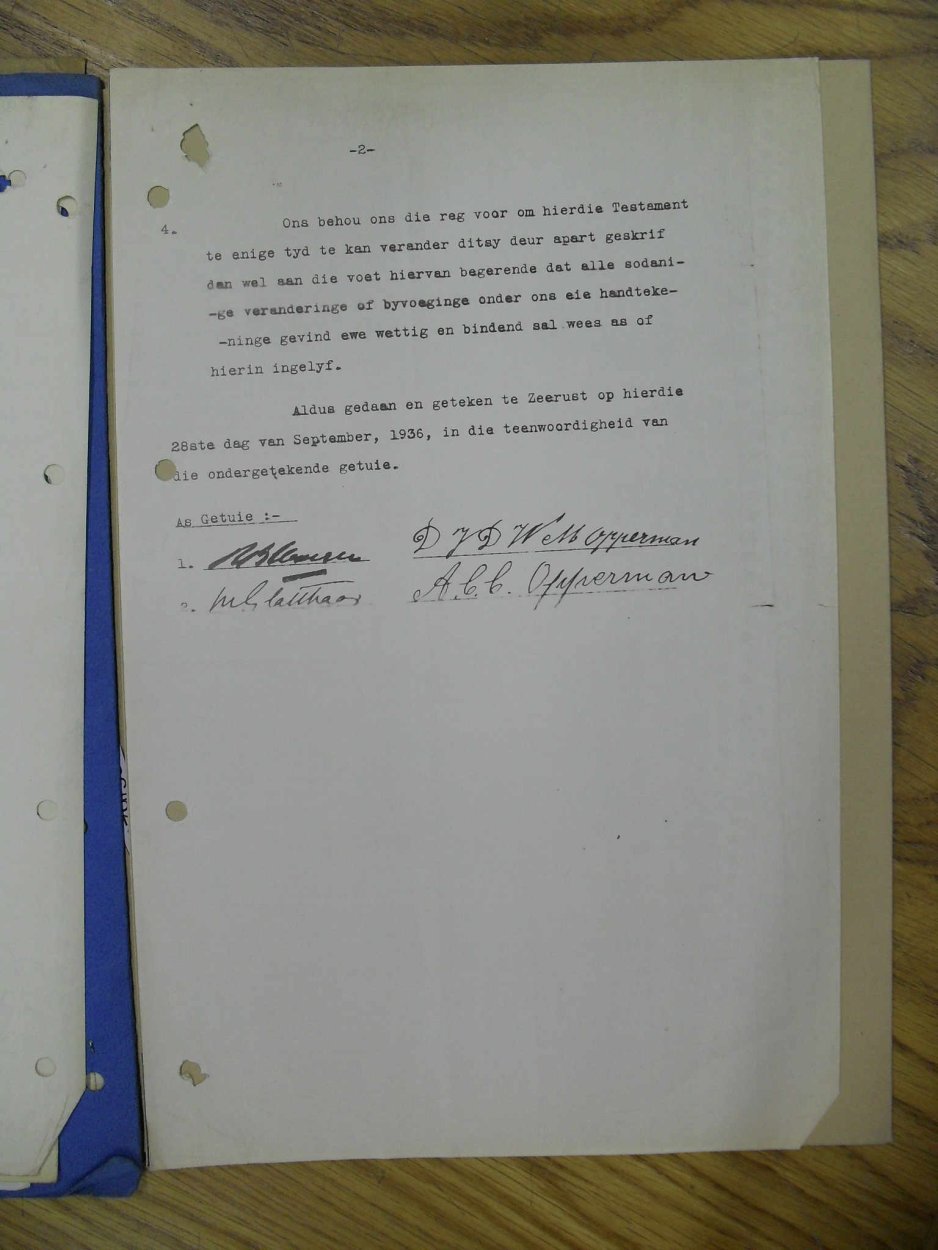 -2-
4. Ons behou ons die reg voor om hierdie Testament
te enige tyd te kan verander ditsy deur apart geskrif
dan wel aan die voet hiervan begerende dat alle sodani-
-ge veranderinge of byvoeginge onder ons eie handteke-
-ninge gevind ewe wettig en bindend sal wees as of
hierin ingelyf.
Aldus gedaan en geteken te Zeerust op hierdie
28ste dag van September, 1936, in die teenwoordigheid van
die ondergetekende getuie.
As Getuie :-
1. D J D W Opperman
2. A. C. C. Opperman